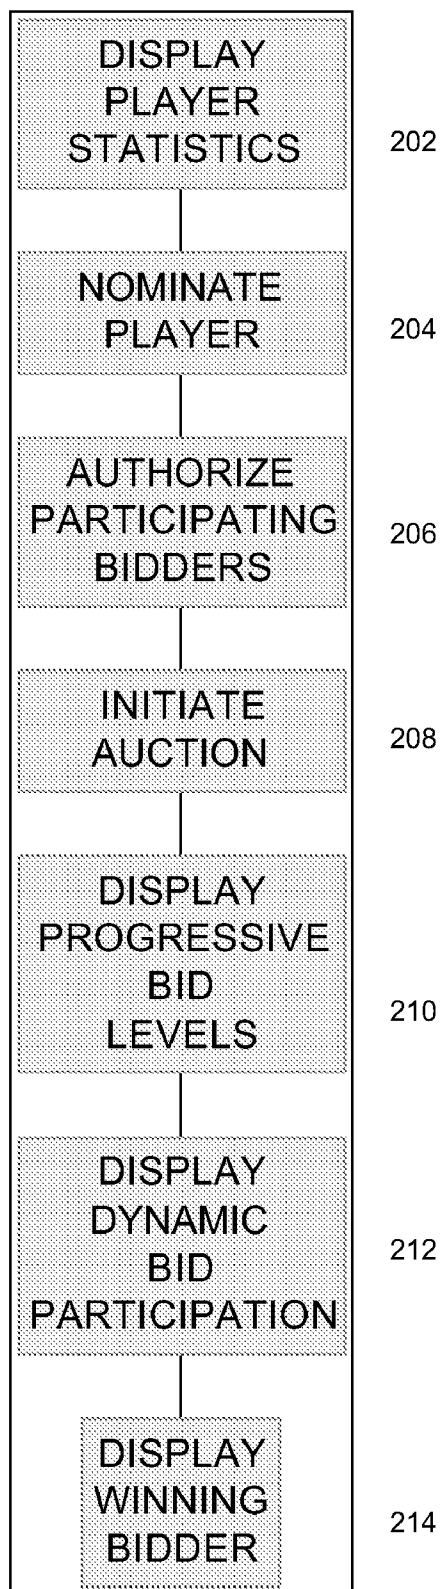 DISPLAY
PLAYER
STATISTICS
202
NOMINATE
PLAYER
204
AUTHORIZE
PARTICIPATING
BIDDERS
206
INITIATE
AUCTION
208
DISPLAY
PROGRESSIVE
BID
LEVELS
210
DISPLAY
DYNAMIC
BID
PARTICIPATION
212
DISPLAY
WINNING
BIDDER
214